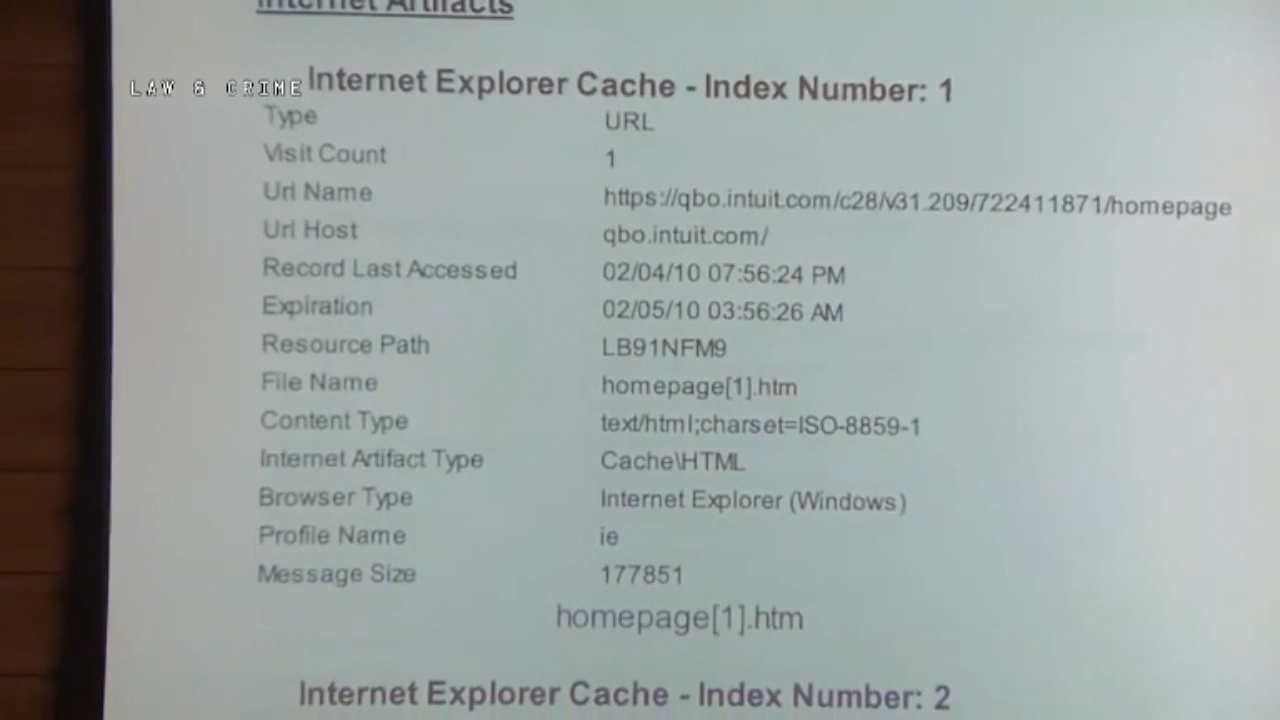 Internet Artifacts
LAW & CRIME
Internet Explorer Cache - Index Number: 1
Type URL
Visit Count 1
Url Name https://qbo.intuit.com/c28/v31.209/722411871/homepage
Url Host qbo.intuit.com/
Record Last Accessed 02/04/10 07:56:24 PM
Expiration 02/05/10 03:56:26 AM
Resource Path LB91NFM9
File Name homepage[1].htm
Content Type text/html;charset=ISO-8859-1
Internet Artifact Type Cache\HTML
Browser Type Internet Explorer (Windows)
Profile Name ie
Message Size 177851
homepage[1].htm
Internet Explorer Cache - Index Number: 2